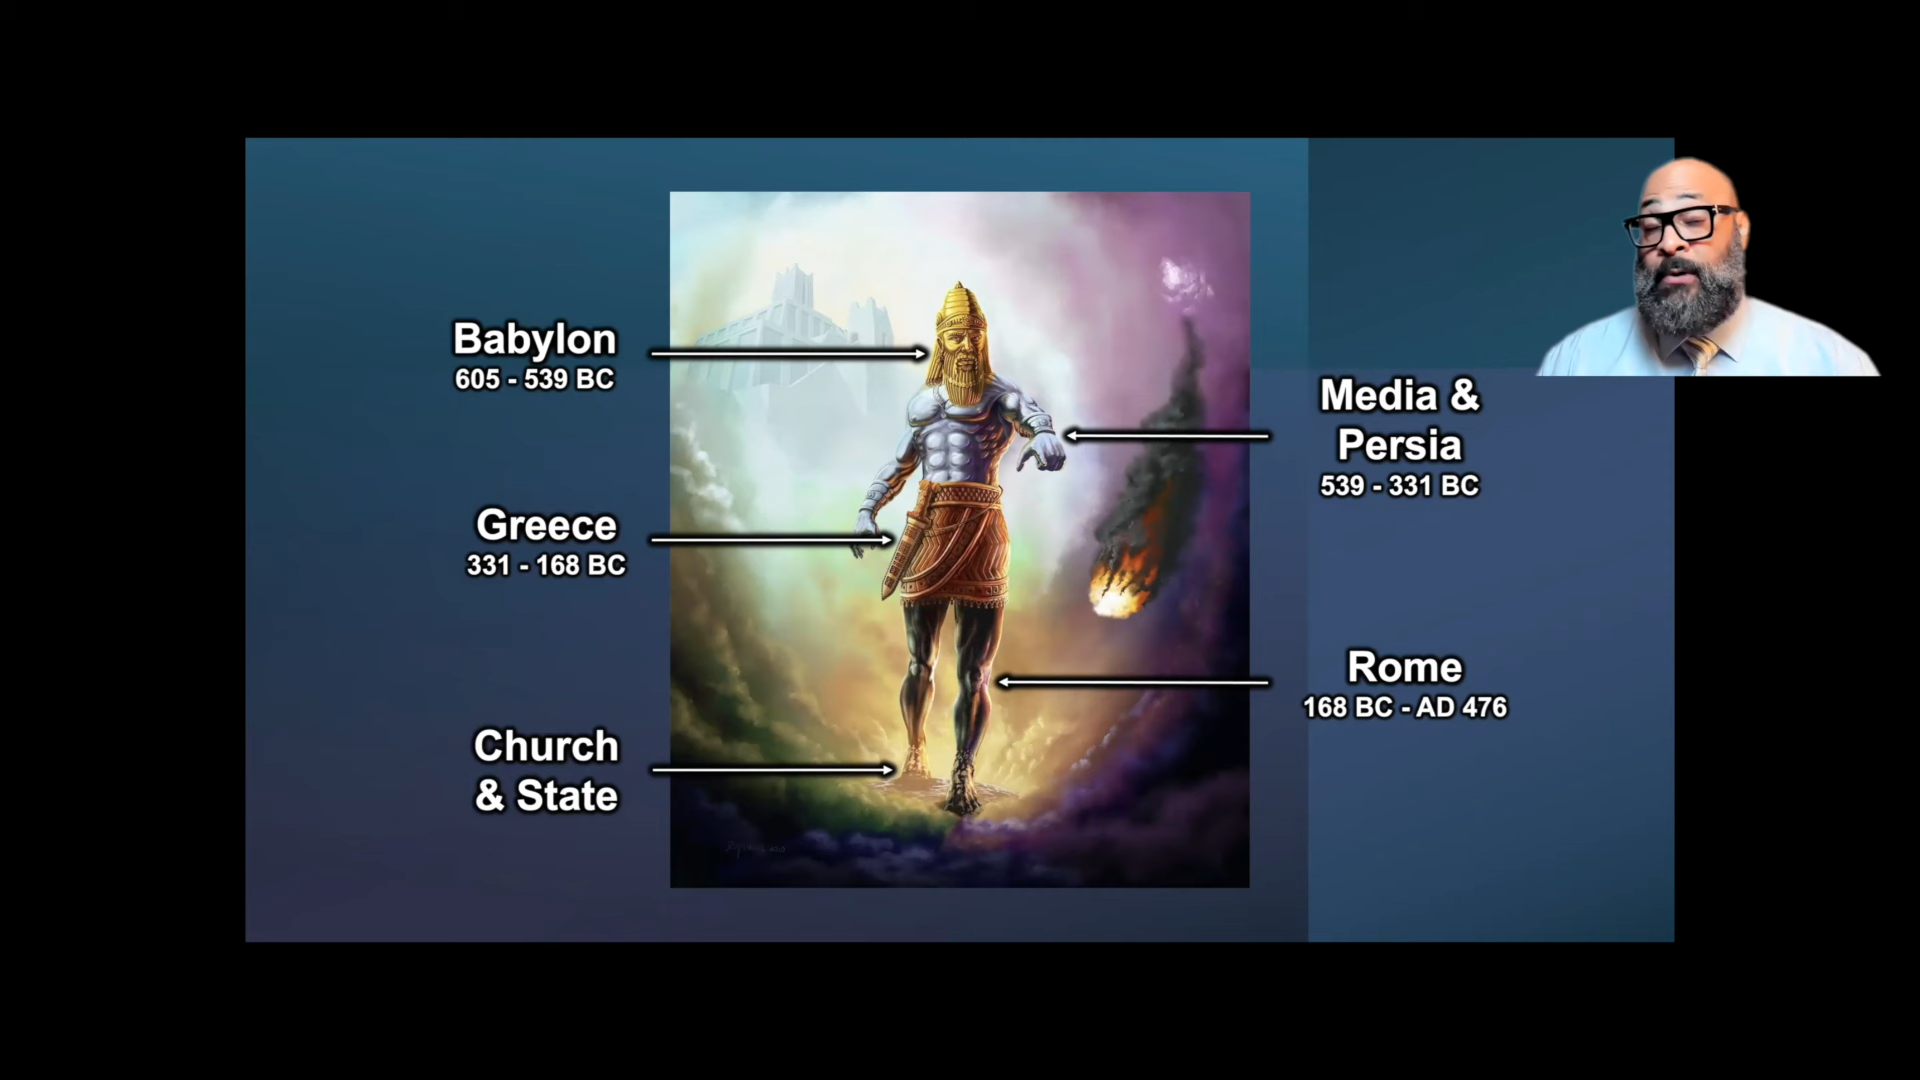 Babylon
605 - 539 BC
Media &
Persia
539 - 331 BC
Greece
331 - 168 BC
Rome
168 BC - AD 476
Church
& State